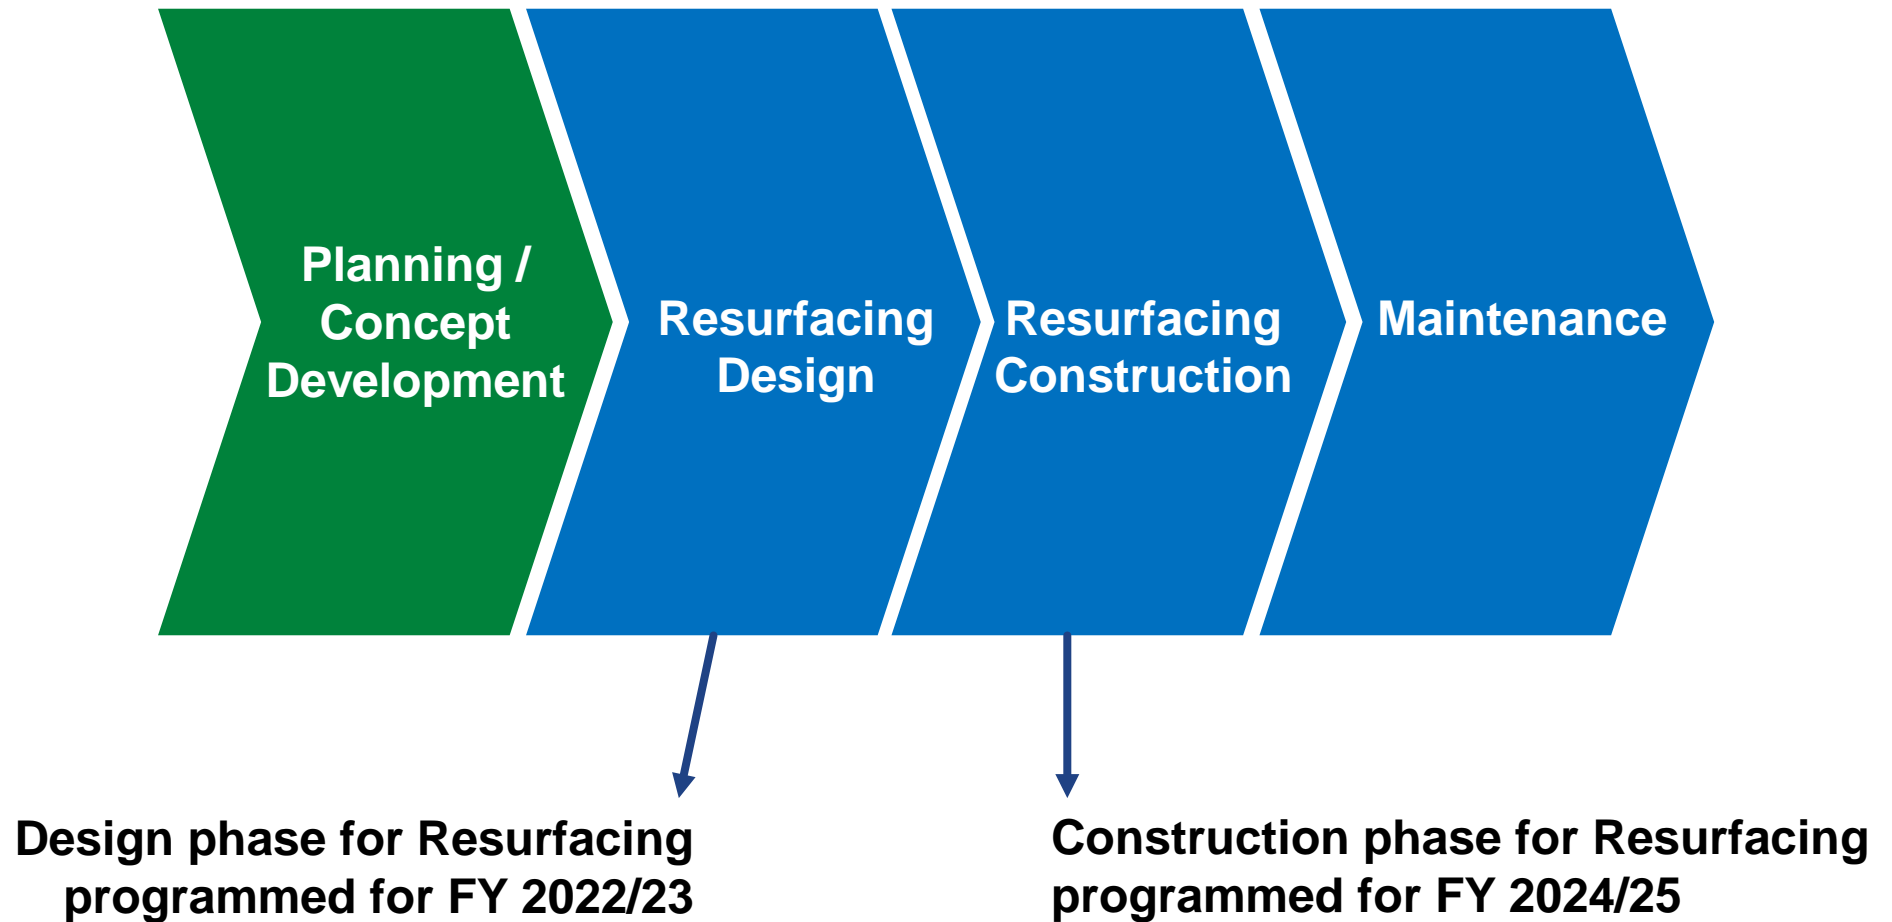 Planning /
Concept
Development
Resurfacing
Design
Resurfacing
Construction
Maintenance
Design phase for Resurfacing
programmed for FY 2022/23
Construction phase for Resurfacing
programmed for FY 2024/25